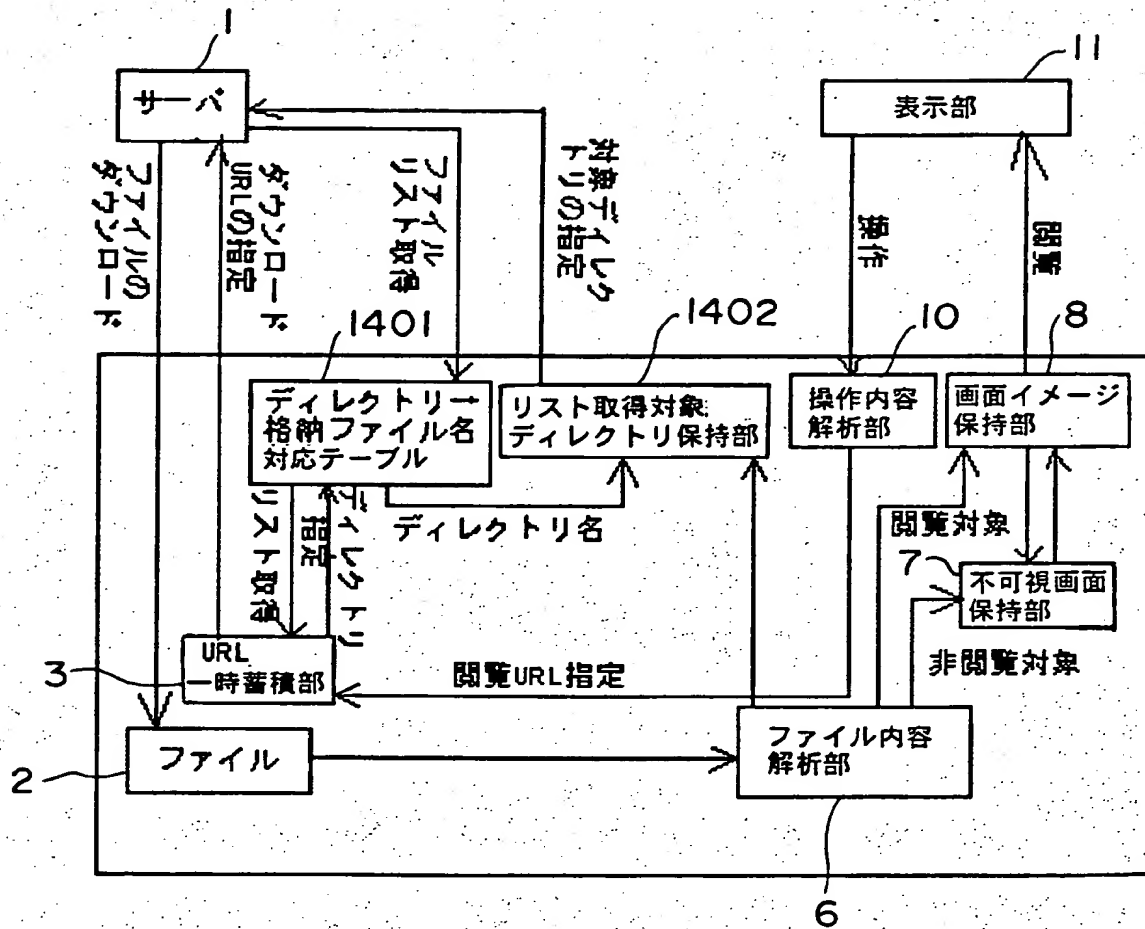 1
サーバ
11
表示部
ファイルの
ダウンロード
ダウンロード
URLの指定
ファイル
リスト取得
対象ディレク
トリの指定
操作
閲覧
1401
1402
10
8
ディレクトリ↑
格納ファイル名
対応テーブル
リスト取得対象
ディレクトリ保持部
操作内容
解析部
画面イメージ
保持部
リスト取得
ディレクトリ
指定
ディレクトリ名
閲覧対象
7
不可視画面
保持部
非閲覧対象
3
URL
一時蓄積部
閲覧URL指定
2
ファイル
ファイル内容
解析部
6